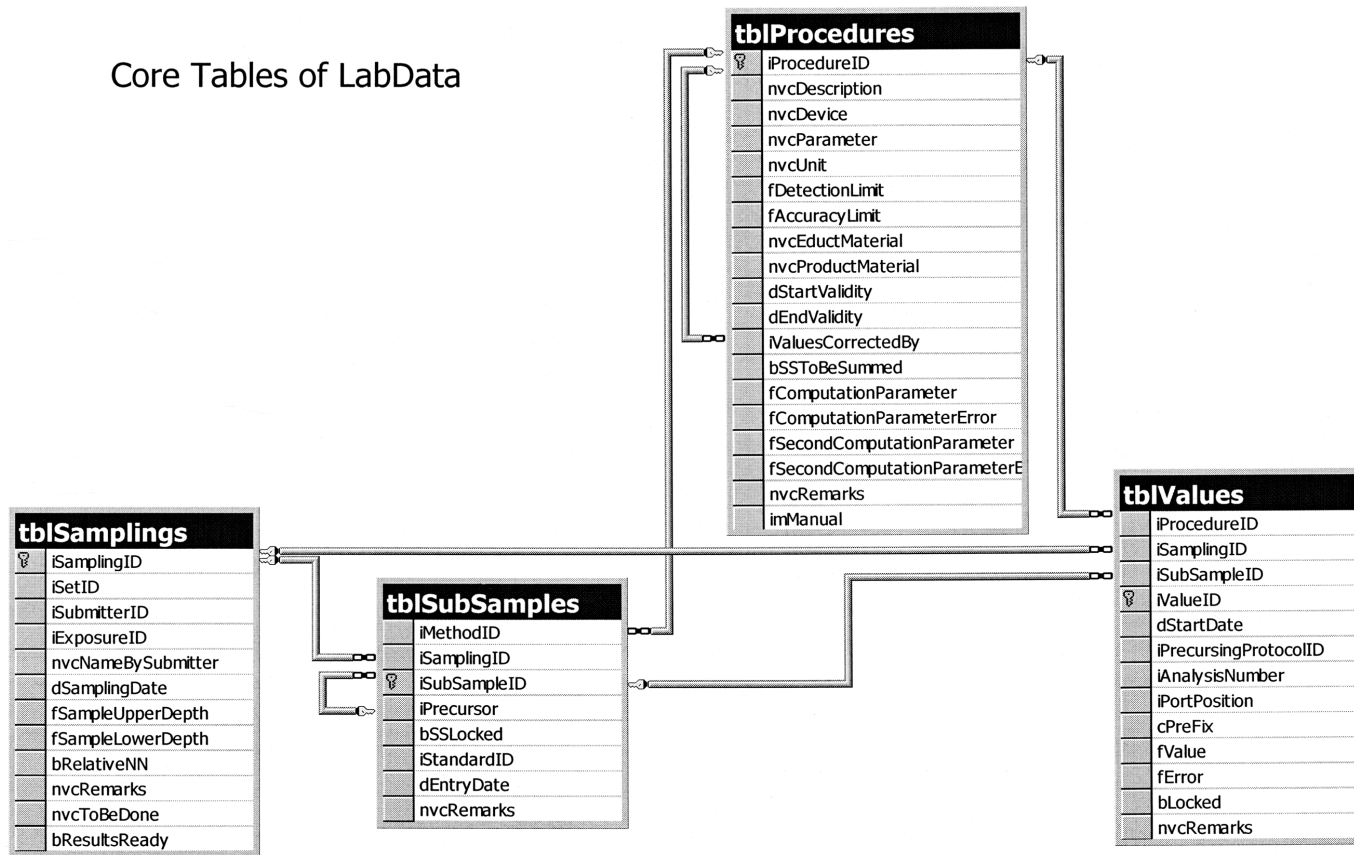 Core Tables of LabData
tblProcedures
iProcedureID
nvcDescription
nvcDevice
nvcParameter
nvcUnit
fDetectionLimit
fAccuracyLimit
nvcEductMaterial
nvcProductMaterial
dStartValidity
dEndValidity
iValuesCorrectedBy
bSSToBeSummed
fComputationParameter
fComputationParameterError
fSecondComputationParameter
fSecondComputationParameterE
nvcRemarks
imManual
tblSamplings
iSamplingID
iSetID
iSubmitterID
iExposureID
nvcNameBySubmitter
dSamplingDate
fSampleUpperDepth
fSampleLowerDepth
bRelativeNN
nvcRemarks
nvcToBeDone
bResultsReady
tblSubSamples
iMethodID
iSamplingID
iSubSampleID
iPrecursor
bSSLocked
iStandardID
dEntryDate
nvcRemarks
tblValues
iProcedureID
iSamplingID
iSubSampleID
iValueID
dStartDate
iPrecursingProtocolID
iAnalysisNumber
iPortPosition
cPreFix
fValue
fError
bLocked
nvcRemarks